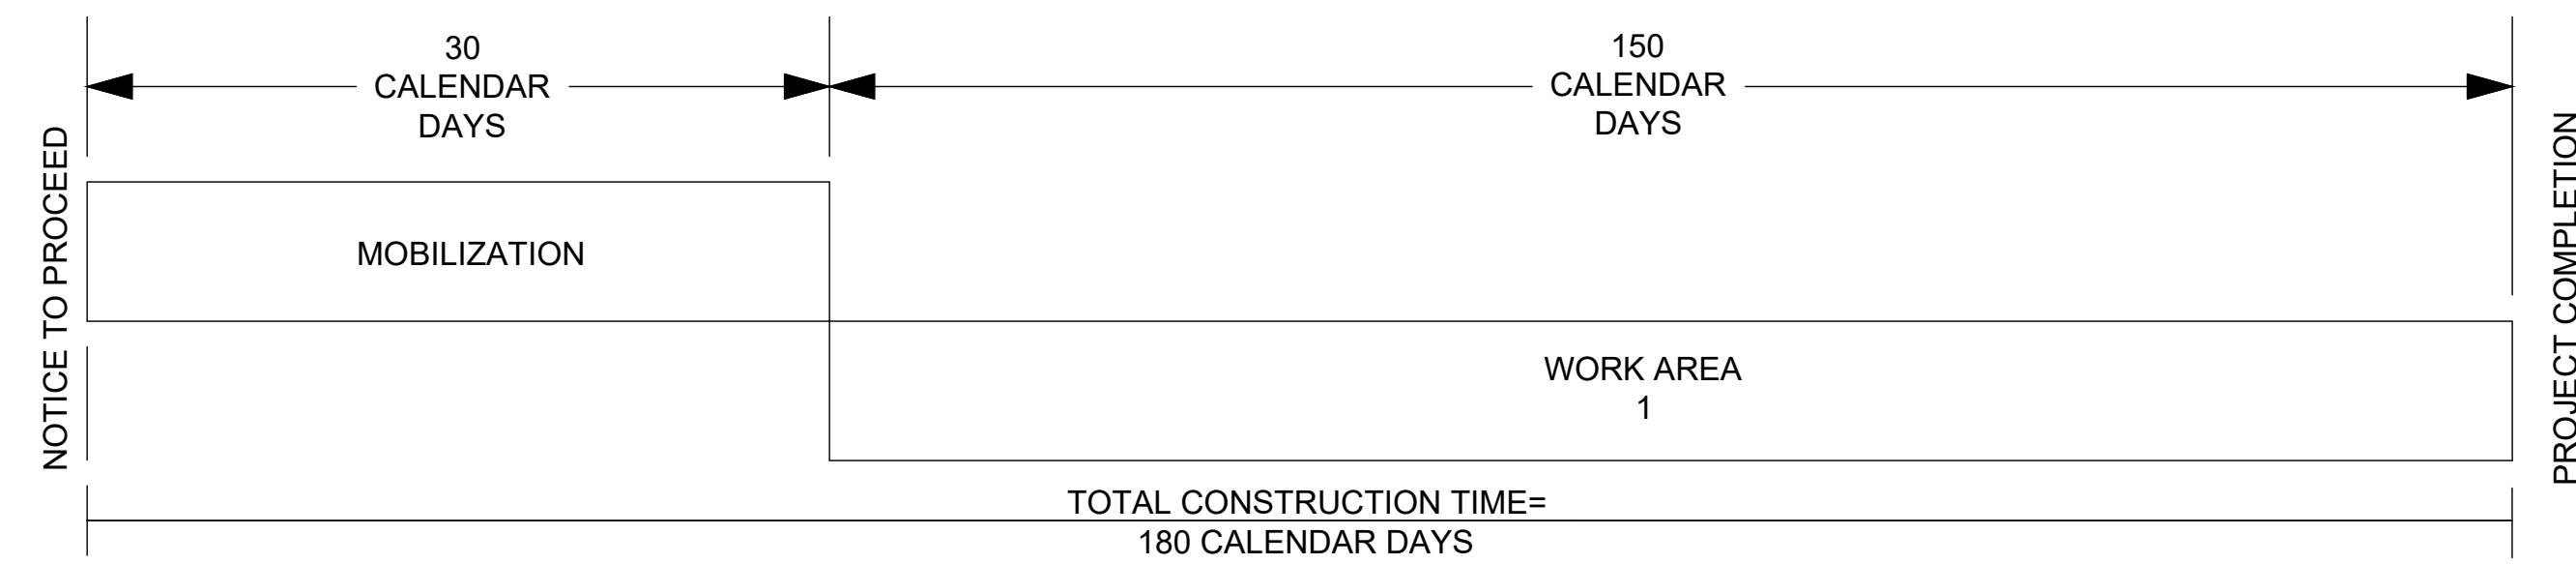 30
CALENDAR
DAYS
150
CALENDAR
DAYS
NOTICE TO PROCEED
MOBILIZATION
WORK AREA
1
PROJECT COMPLETION
TOTAL CONSTRUCTION TIME=
180 CALENDAR DAYS